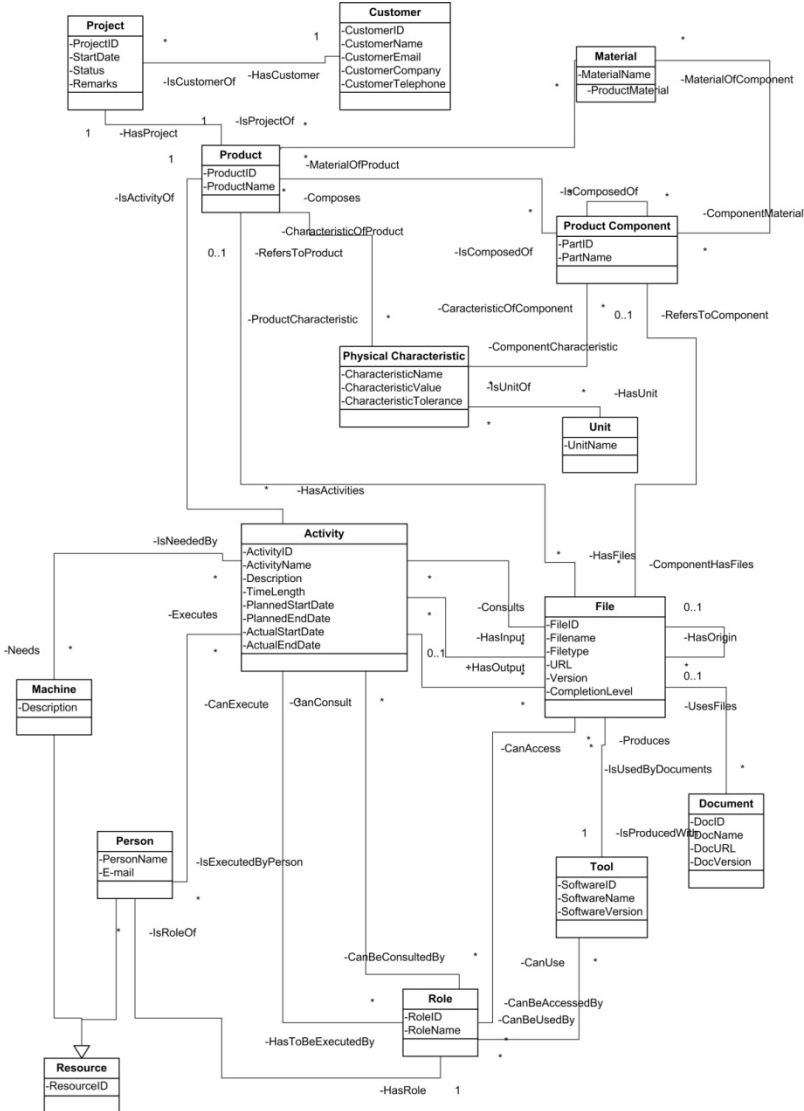 Project
-ProjectID
-StartDate
-Status
-Remarks
*
1
-IsCustomerOf
-HasCustomer
Customer
-CustomerID
-CustomerName
-CustomerEmail
-CustomerCompany
-CustomerTelephone
Material
-MaterialName
-ProductMaterial
*
*
-MaterialOfComponent
1
-HasProject
1
-IsProjectOf
*
*
Product
-ProductID
-ProductName
1
-IsActivityOf
-MaterialOfProduct
*
-Composes
-CharacteristicOfProduct
0..1
-RefersToProduct
-IsComposedOf
*
*
Product Component
-PartID
-PartName
*
-IsComposedOf
-ComponentMaterial
*
-ProductCharacteristic
*
-CaracteristicOfComponent
*
0..1
-RefersToComponent
Physical Characteristic
-CharacteristicName
-CharacteristicValue
-CharacteristicTolerance
-ComponentCharacteristic
*
-IsUnitOf
*
-HasUnit
*
Unit
-UnitName
*
-HasActivities
Activity
-ActivityID
-ActivityName
-Description
-TimeLength
-PlannedStartDate
-PlannedEndDate
-ActualStartDate
-ActualEndDate
-IsNeededBy
*
-Executes
*
-Needs
*
*
-HasFiles
*
-ComponentHasFiles
*
-Consults
*
-HasInput
*
0..1
+HasOutput
*
*
File
-FileID
-Filename
-Filetype
-URL
-Version
-CompletionLevel
0..1
-HasOrigin
*
0..1
-UsesFiles
Machine
-Description
-CanExecute
-CanConsult
*
*
-CanAccess
*
*
-Produces
-IsUsedByDocuments
*
Document
-DocID
-DocName
-DocURL
-DocVersion
Person
-PersonName
-E-mail
-IsExecutedByPerson
*
*
-IsRoleOf
1
-IsProducedWith
Tool
-SoftwareID
-SoftwareName
-SoftwareVersion
-CanBeConsultedBy
*
-CanUse
*
*
Role
-RoleID
-RoleName
-CanBeAccessedBy
-CanBeUsedBy
*
*
-HasToBeExecutedBy
Resource
-ResourceID
-HasRole
1